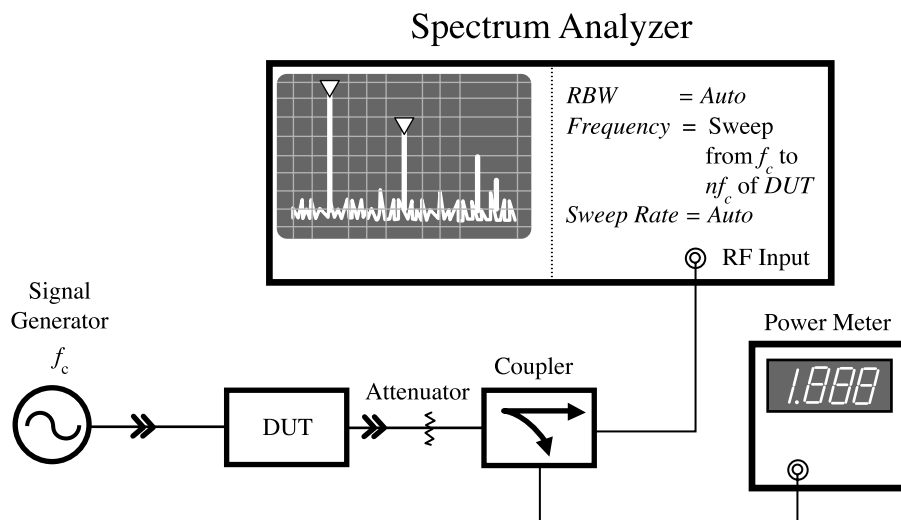 Spectrum Analyzer
RBW = Auto
Frequency = Sweep
from fc to
nfc of DUT
Sweep Rate = Auto
RF Input
Signal
Generator
fc
DUT
Attenuator
Coupler
Power Meter
1.888